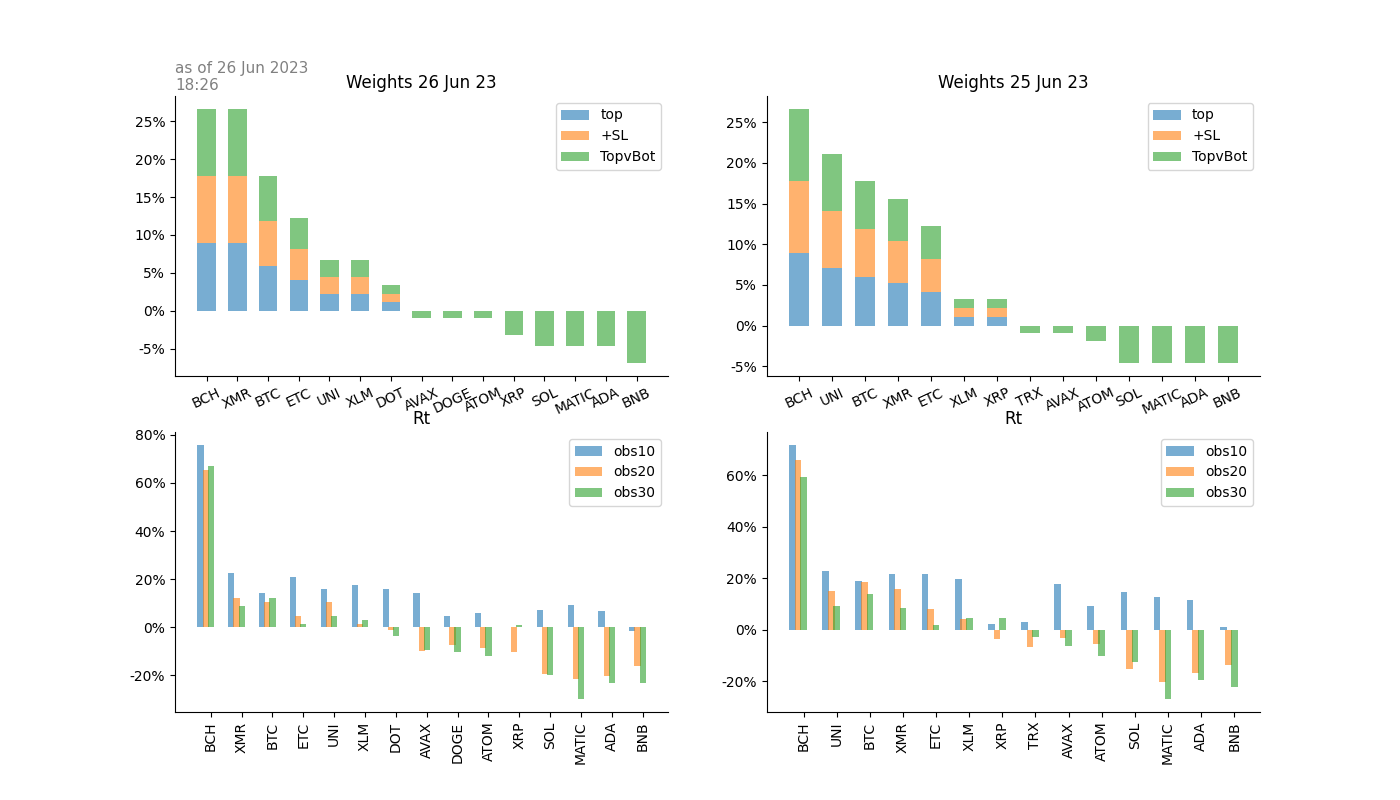 as of 26 Jun 2023
18:26
Weights 26 Jun 23
25%
20%
15%
10%
5%
0%
-5%
top
+SL
TopvBot
BCH XMR BTC ETC UNI XLM DOT AVAX DOGE ATOM XRP SOL MATIC ADA BNB
Weights 25 Jun 23
25%
20%
15%
10%
5%
0%
-5%
top
+SL
TopvBot
BCH UNI BTC XMR ETC XLM XRP TRX AVAX ATOM SOL MATIC ADA BNB
Rt
80%
60%
40%
20%
0%
-20%
obs10
obs20
obs30
BCH XMR BTC ETC UNI XLM DOT AVAX DOGE ATOM XRP SOL MATIC ADA BNB
Rt
60%
40%
20%
0%
-20%
obs10
obs20
obs30
BCH UNI BTC XMR ETC XLM XRP TRX AVAX ATOM SOL MATIC ADA BNB